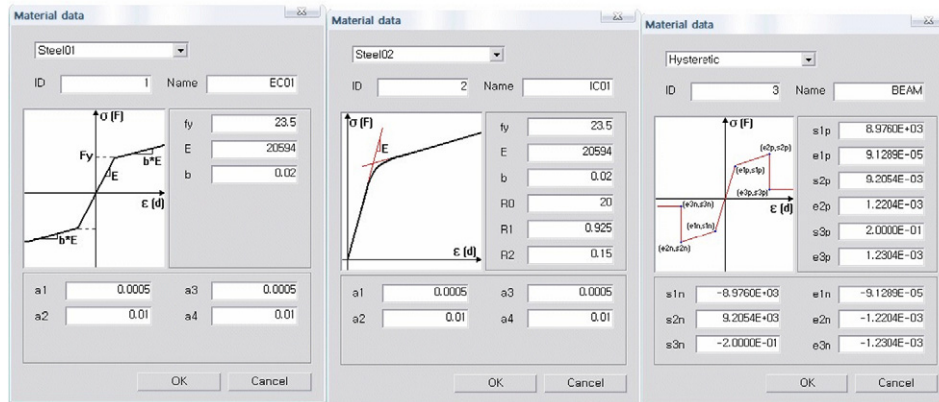 Material data
Steel01
ID 1 Name EC01
σ (F)
Fy
b*E
E
ε (d)
b*E
fy 23.5
E 20594
b 0.02
a1 0.0005 a3 0.0005
a2 0.01 a4 0.01
OK Cancel
Material data
Steel02
ID 2 Name IC01
σ (F)
E
ε (d)
fy 23.5
E 20594
b 0.02
R0 20
R1 0.925
R2 0.15
a1 0.0005 a3 0.0005
a2 0.01 a4 0.01
OK Cancel
Material data
Hysteretic
ID 3 Name BEAM
σ (F)
(e2p,s2p)
(e1p,s1p)
(e3p,s3p)
ε (d)
(e3n,s3n)
(e1n,s1n)
(e2n,s2n)
s1p 8.9760E+03
e1p 9.1289E-05
s2p 9.2054E-03
e2p 1.2204E-03
s3p 2.0000E-01
e3p 1.2304E-03
s1n -8.9760E+03 e1n -9.1289E-05
s2n 9.2054E+03 e2n -1.2204E-03
s3n -2.0000E-01 e3n -1.2304E-03
OK Cancel